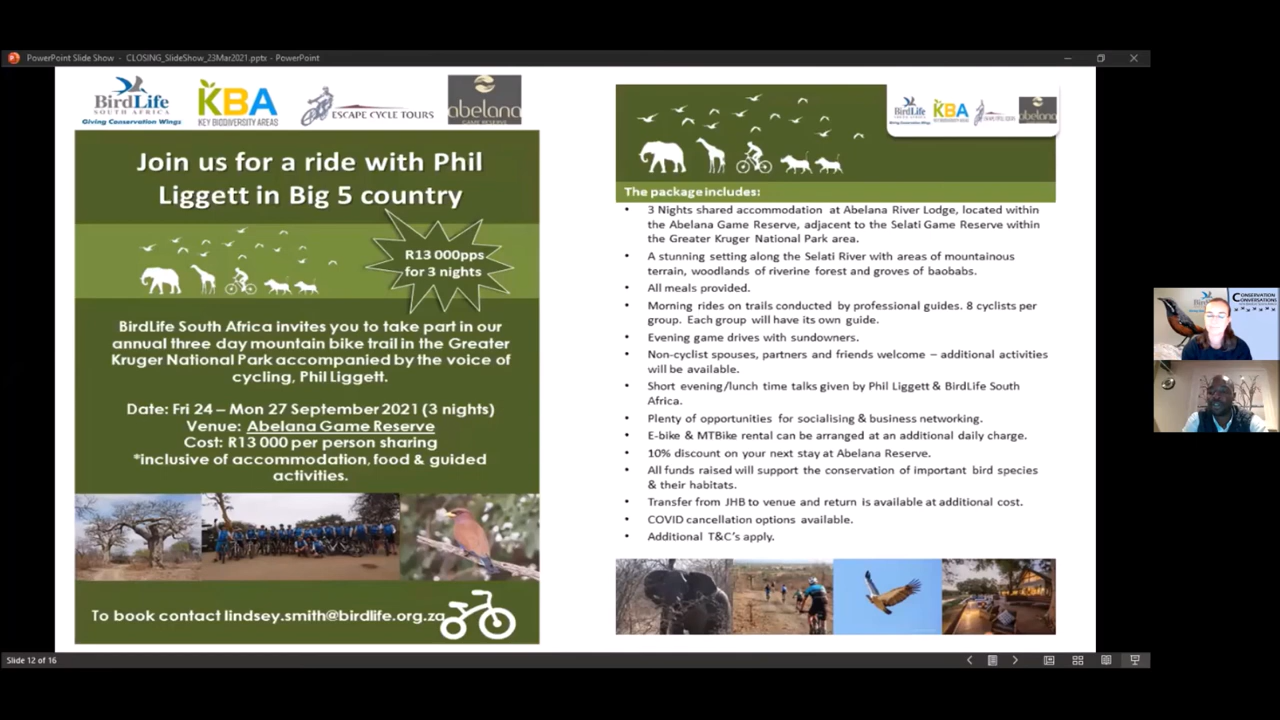 PowerPoint Slide Show - CLOSING_SlideShow_23Mar2021.pptx - PowerPoint
BirdLife
SOUTH AFRICA
Giving Conservation Wings
KBA
KEY BIODIVERSITY AREAS
ESCAPE CYCLE TOURS
abelana
GAME RESERVE
Join us for a ride with Phil
Liggett in Big 5 country
R13 000pps
for 3 nights
BirdLife South Africa invites you to take part in our
annual three day mountain bike trail in the Greater
Kruger National Park accompanied by the voice of
cycling, Phil Liggett.
Date: Fri 24 – Mon 27 September 2021 (3 nights)
Venue: Abelana Game Reserve
Cost: R13 000 per person sharing
*inclusive of accommodation, food & guided
activities.
To book contact lindsey.smith@birdlife.org.za
BirdLife
KBA
abelana
The package includes:
• 3 Nights shared accommodation at Abelana River Lodge, located within
the Abelana Game Reserve, adjacent to the Selati Game Reserve within
the Greater Kruger National Park area.
• A stunning setting along the Selati River with areas of mountainous
terrain, woodlands of riverine forest and groves of baobabs.
• All meals provided.
• Morning rides on trails conducted by professional guides. 8 cyclists per
group. Each group will have its own guide.
• Evening game drives with sundowners.
• Non-cyclist spouses, partners and friends welcome – additional activities
will be available.
• Short evening/lunch time talks given by Phil Liggett & BirdLife South
Africa.
• Plenty of opportunities for socialising & business networking.
• E-bike & MTBike rental can be arranged at an additional daily charge.
• 10% discount on your next stay at Abelana Reserve.
• All funds raised will support the conservation of important bird species
& their habitats.
• Transfer from JHB to venue and return is available at additional cost.
• COVID cancellation options available.
• Additional T&C's apply.
CONSERVATION
CONVERSATIONS
Slide 12 of 16